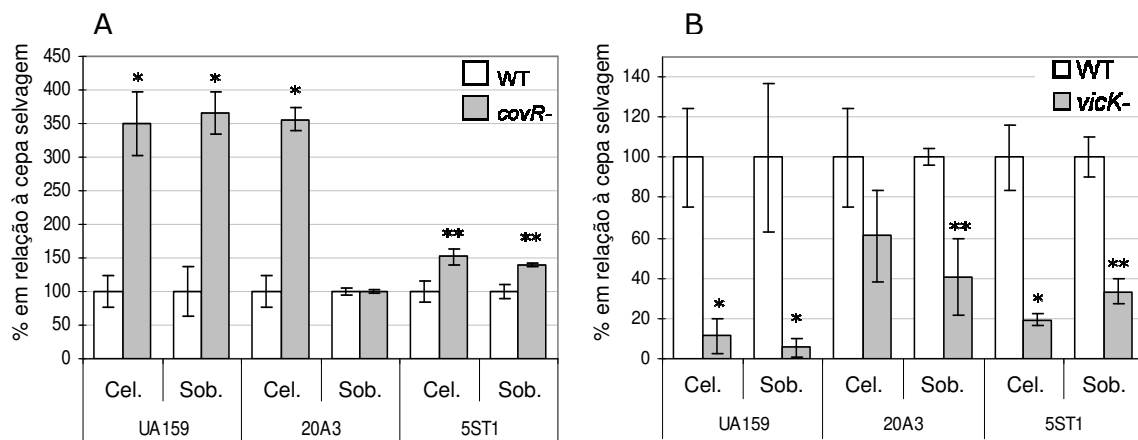 A
% em relação à cepa selvagem
450
400
350
300
250
200
150
100
50
0
WT
covR-
* * * ** **
Cel. Sob. Cel. Sob. Cel. Sob.
UA159 20A3 5ST1
B
% em relação à cepa selvagem
140
120
100
80
60
40
20
0
WT
vicK-
* * ** * **
Cel. Sob. Cel. Sob. Cel. Sob.
UA159 20A3 5ST1